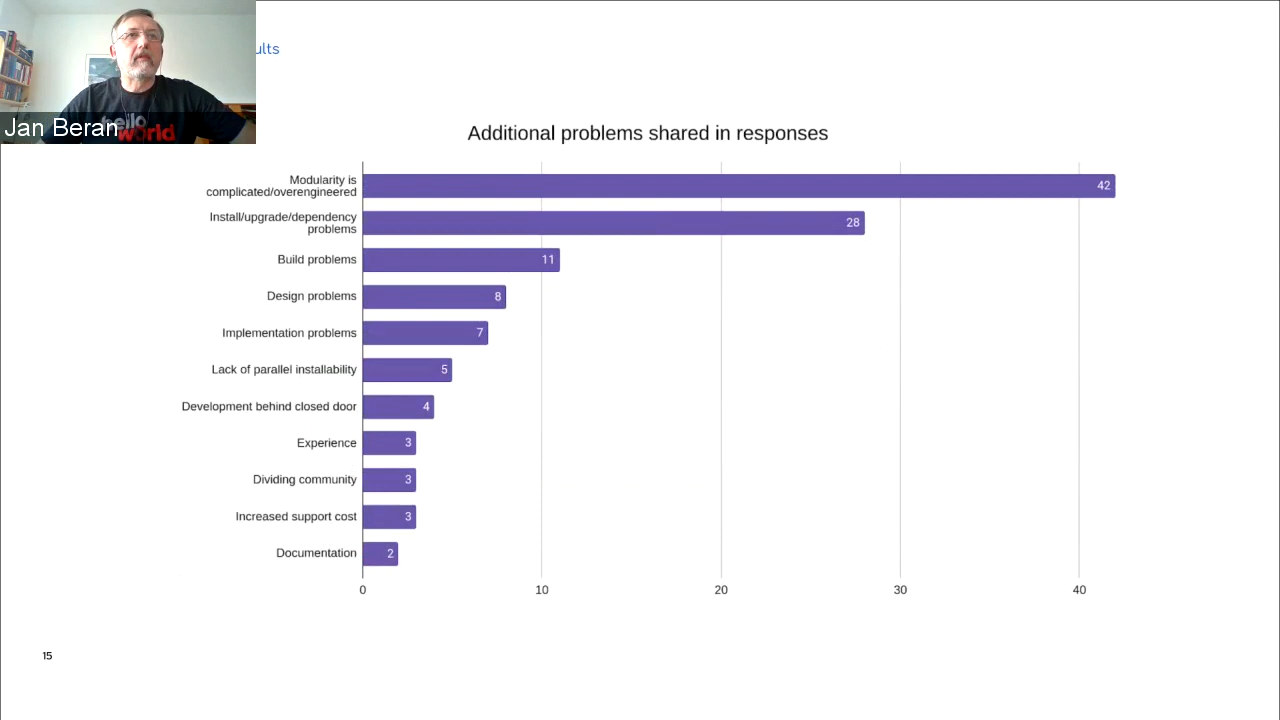 ults
Jan Beran
hello
world
Additional problems shared in responses
Modularity is
complicated/overengineered
42
Install/upgrade/dependency
problems
28
Build problems
11
Design problems
8
Implementation problems
7
Lack of parallel installability
5
Development behind closed door
4
Experience
3
Dividing community
3
Increased support cost
3
Documentation
2
0
10
20
30
40
15